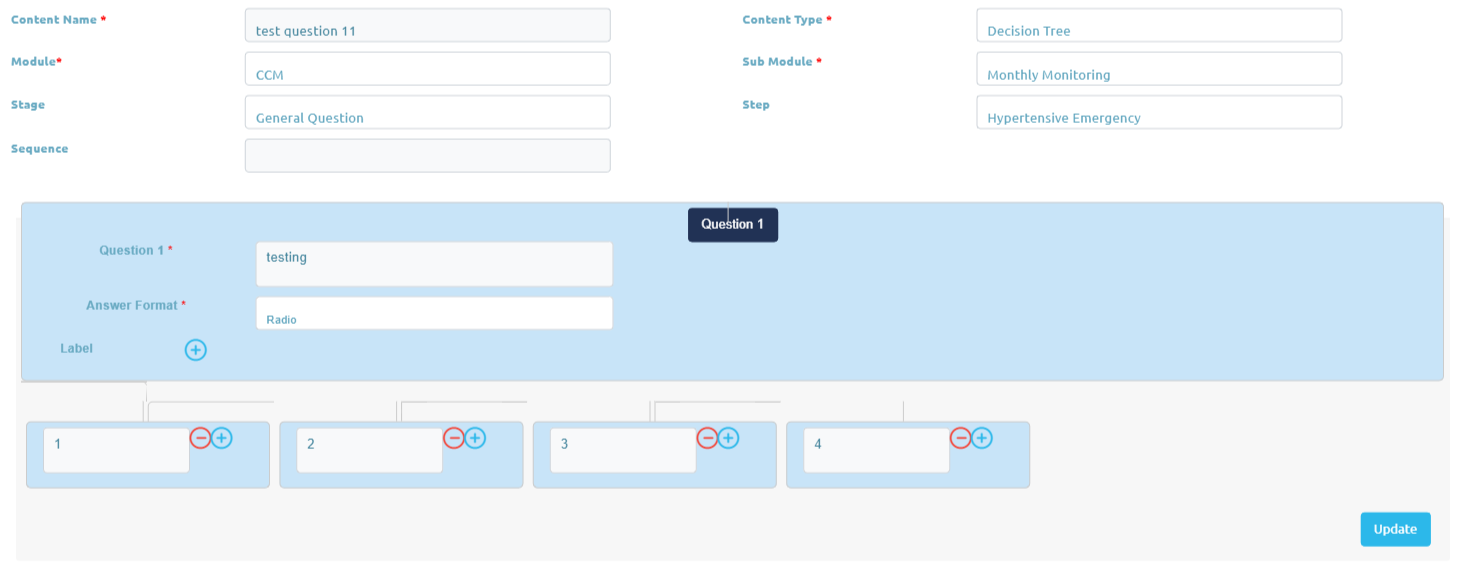 Content Name *
test question 11
Content Type *
Decision Tree
Module*
CCM
Sub Module *
Monthly Monitoring
Stage
General Question
Step
Hypertensive Emergency
Sequence
Question 1
Question 1 *
testing
Answer Format *
Radio
Label
1
2
3
4
Update